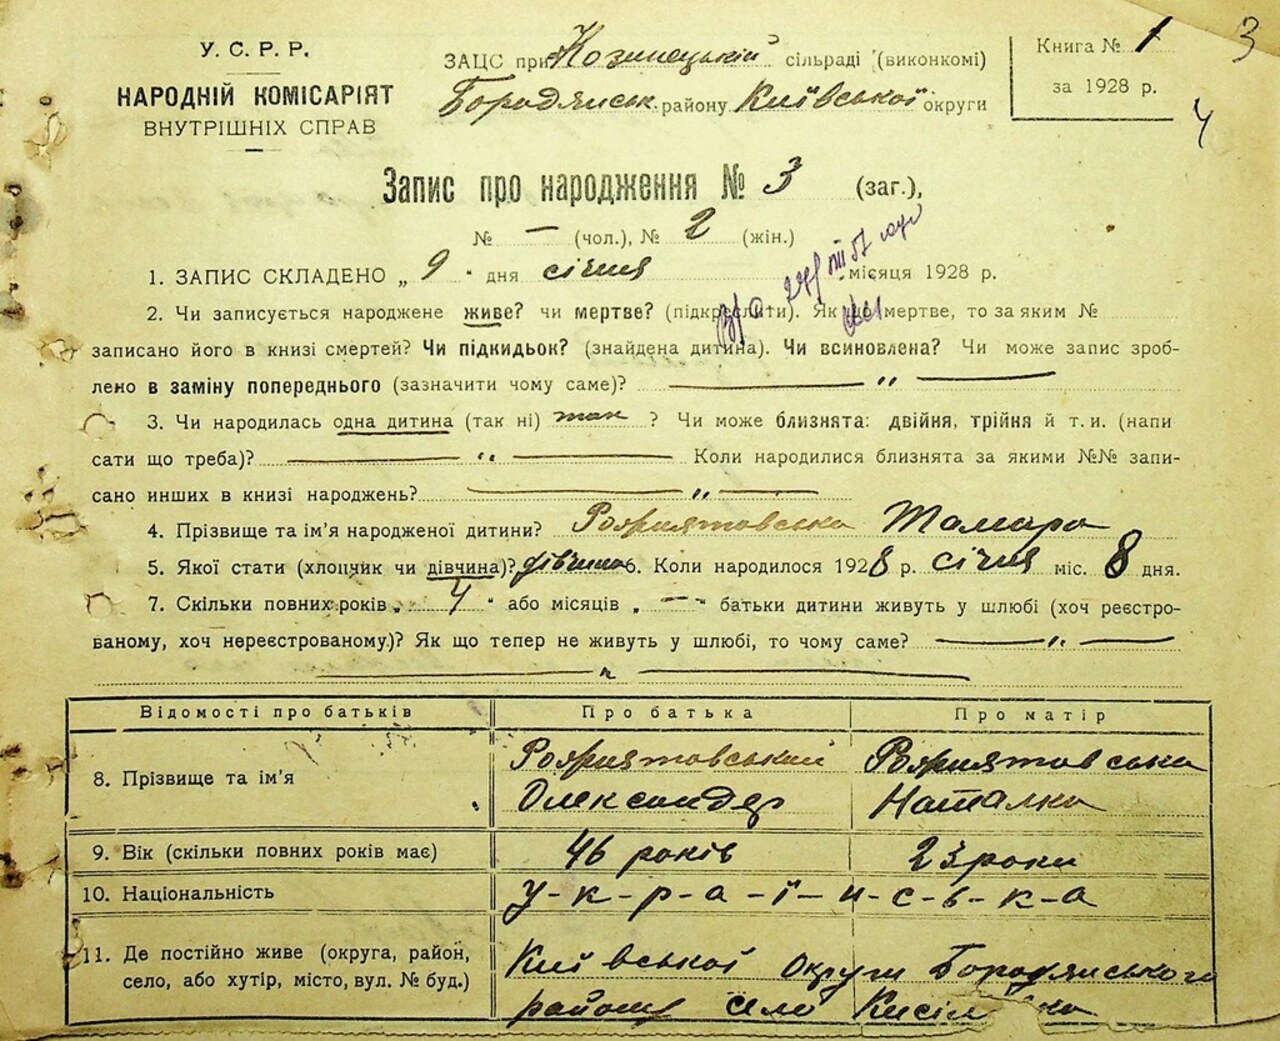 У. С. Р. Р.
НАРОДНІЙ КОМІСАРІЯТ
ВНУТРІШНІХ СПРАВ
ЗАЦС при Козинецькій сільраді (виконкомі)
Бородянськ. району Київської округи
Книга № 1
за 1928 р.
3
4
Запис про народження № 3 (заг.),
№ — (чол.), № 2 (жін.)
1. ЗАПИС СКЛАДЕНО „ 9 " дня січня місяця 1928 р.
2. Чи записується народжене живе? чи мертве? (підкреслити). Як що мертве, то за яким №
записано його в книзі смертей? Чи підкидьок? (знайдена дитина). Чи всиновлена? Чи може запис зроб-
лено в заміну попереднього (зазначити чому саме)? — „ —
3. Чи народилась одна дитина (так ні) так ? Чи може близнята: двійня, трійня й т. и. (напи
сати що треба)? — „ — Коли народилися близнята за якими №№ запи-
сано инших в книзі народжень? — „ —
4. Прізвище та ім'я народженої дитини? Тамара
5. Якої стати (хлопчик чи дівчина)? дівчина 6. Коли народилося 1928 р. січня міс. 8 дня.
7. Скільки повних років „ 4 " або місяців „ — " батьки дитини живуть у шлюбі (хоч реєстро-
ваному, хоч нереєстрованому.)? Як що тепер не живуть у шлюбі, то чому саме? — „ —
— „ —
Відомості про батьків Про батька Про матір
8. Прізвище та ім'я
Олександер Наталка
9. Вік (скільки повних років має) 46 років 23 роки
10. Національність у-к-р-а-ї-и-с-ь-к-а
11. Де постійно живе (округа, район, Київської округи Бородянського
село, або хутір, місто, вул. № буд.) району село